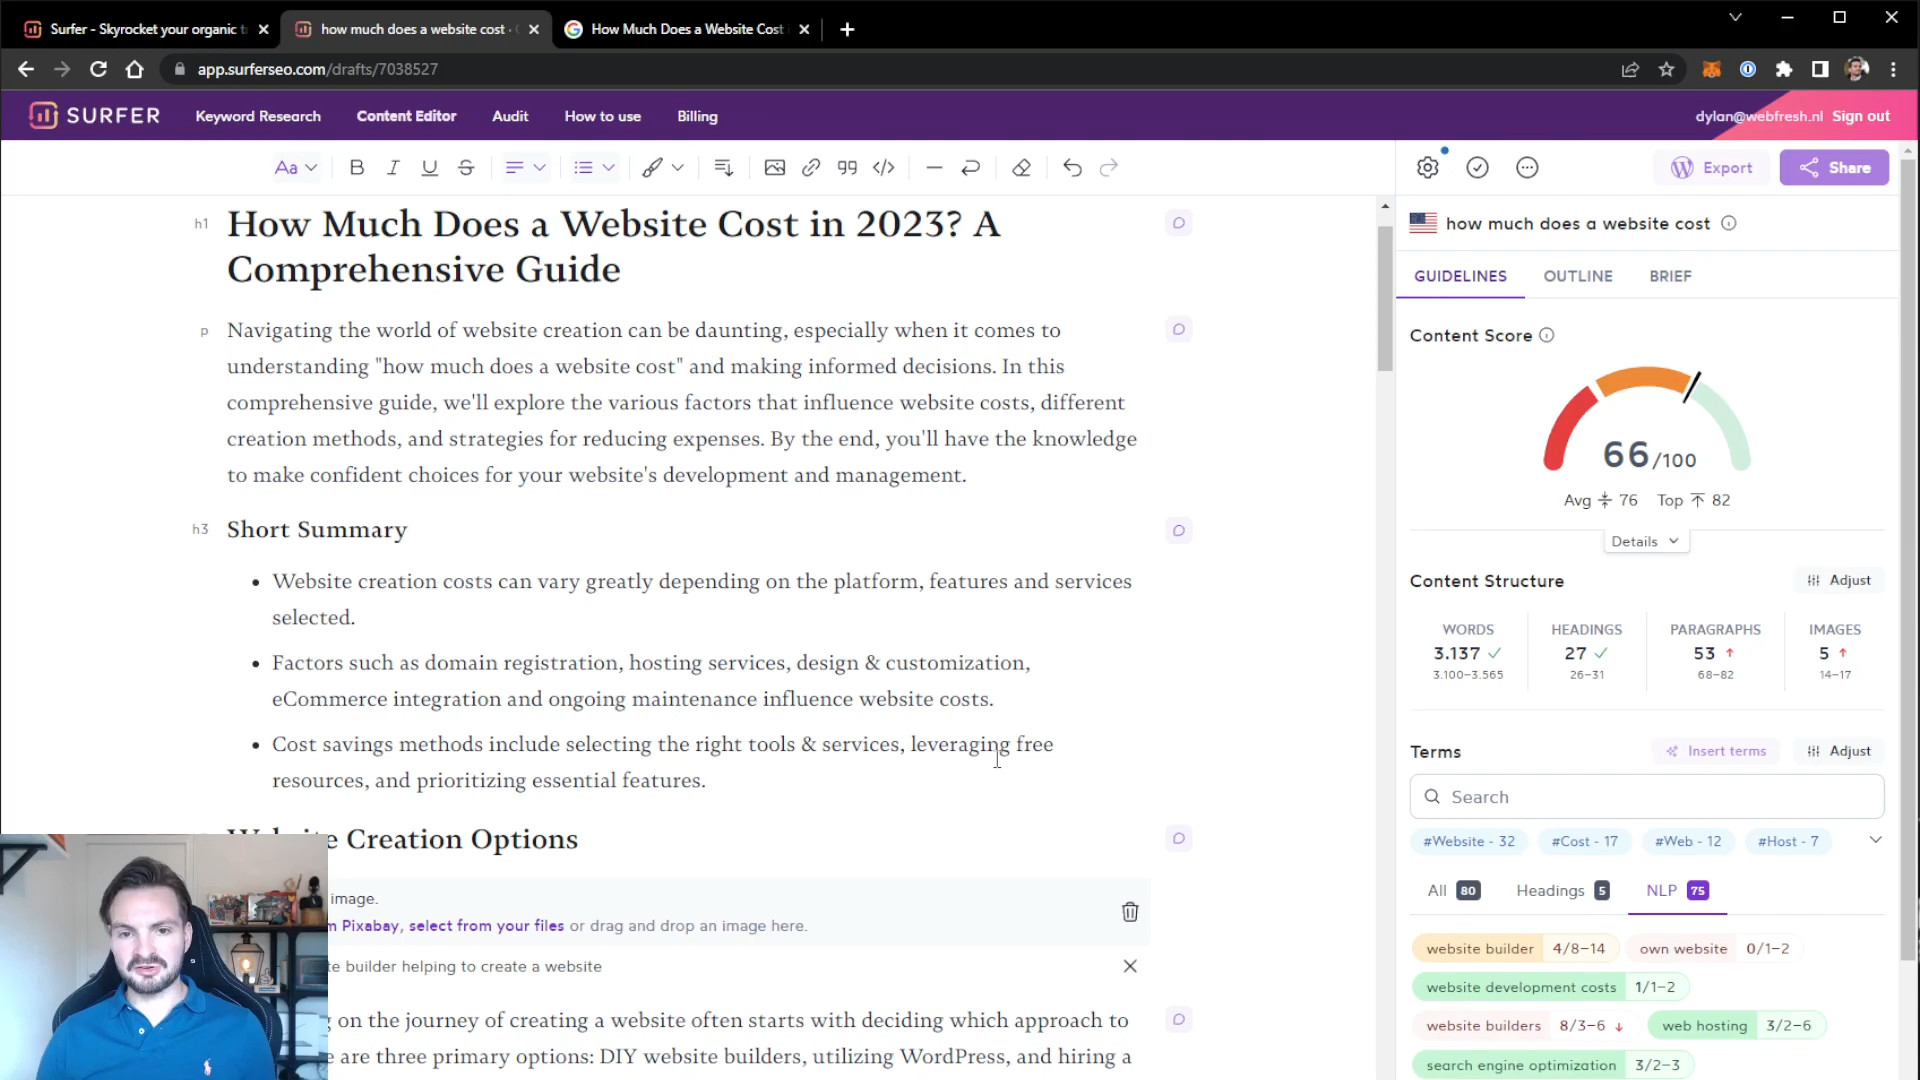 Surfer - Skyrocket your organic t
how much does a website cost ·
How Much Does a Website Cost
app.surferseo.com/drafts/7038527
SURFER
Keyword Research
Content Editor
Audit
How to use
Billing
dylan@webfresh.nl
Sign out
Aa
Export
Share
h1
How Much Does a Website Cost in 2023? A
Comprehensive Guide
p
Navigating the world of website creation can be daunting, especially when it comes to
understanding "how much does a website cost" and making informed decisions. In this
comprehensive guide, we'll explore the various factors that influence website costs, different
creation methods, and strategies for reducing expenses. By the end, you'll have the knowledge
to make confident choices for your website's development and management.
h3
Short Summary
• Website creation costs can vary greatly depending on the platform, features and services
selected.
• Factors such as domain registration, hosting services, design & customization,
eCommerce integration and ongoing maintenance influence website costs.
• Cost savings methods include selecting the right tools & services, leveraging free
resources, and prioritizing essential features.
Creation Options
image.
Pixabay, select from your files or drag and drop an image here.
builder helping to create a website
on the journey of creating a website often starts with deciding which approach to
are three primary options: DIY website builders, utilizing WordPress, and hiring a
how much does a website cost
GUIDELINES
OUTLINE
BRIEF
Content Score
66/100
Avg 76 Top 82
Details
Content Structure
Adjust
WORDS
HEADINGS
PARAGRAPHS
IMAGES
3.137
27
53
5
3.100–3.565
26–31
68–82
14–17
Terms
Insert terms
Adjust
Search
#Website - 32
#Cost - 17
#Web - 12
#Host - 7
All 80
Headings 5
NLP 75
website builder 4/8–14
own website 0/1–2
website development costs 1/1–2
website builders 8/3–6
web hosting 3/2–6
search engine optimization 3/2–3